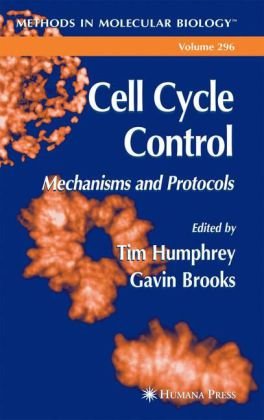 METHODS IN MOLECULAR BIOLOGY™
Volume 296
Cell Cycle
Control
Mechanisms and Protocols
Edited by
Tim Humphrey
Gavin Brooks
HUMANA PRESS